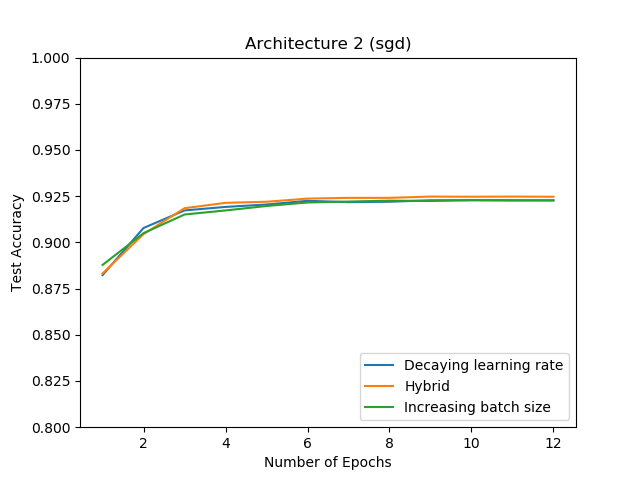 Architecture 2 (sgd)
1.000
0.975
0.950
0.925
0.900
0.875
0.850
0.825
0.800
Test Accuracy
Decaying learning rate
Hybrid
Increasing batch size
2 4 6 8 10 12
Number of Epochs